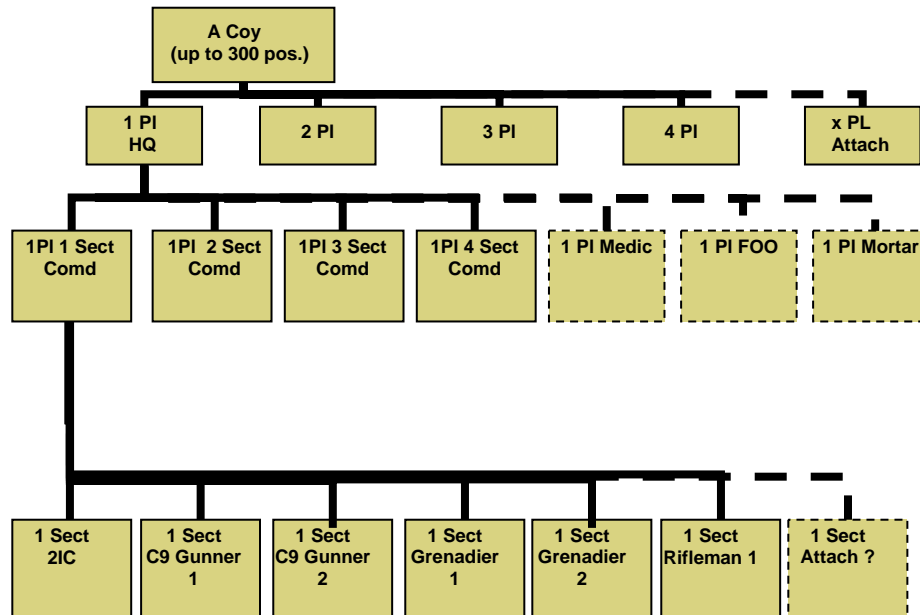 A Coy
(up to 300 pos.)
1 Pl
HQ
2 Pl
3 Pl
4 Pl
x PL
Attach
1Pl 1 Sect
Comd
1Pl 2 Sect
Comd
1Pl 3 Sect
Comd
1Pl 4 Sect
Comd
1 Pl Medic
1 Pl FOO
1 Pl Mortar
1 Sect
2IC
1 Sect
C9 Gunner
1
1 Sect
C9 Gunner
2
1 Sect
Grenadier
1
1 Sect
Grenadier
2
1 Sect
Rifleman 1
1 Sect
Attach ?